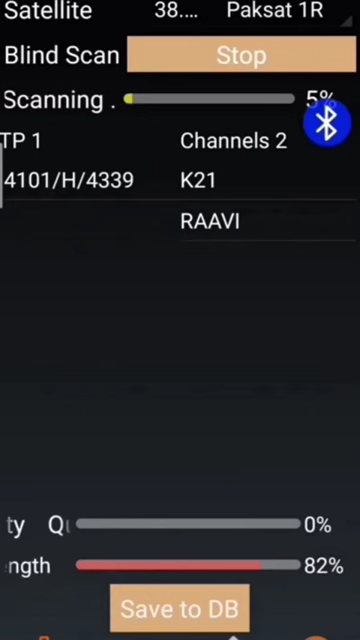 Satellite 38.... Paksat 1R
Blind Scan Stop
Scanning . 5%
TP 1 Channels 2
4101/H/4339 K21
RAAVI
ty Qu 0%
ngth 82%
Save to DB